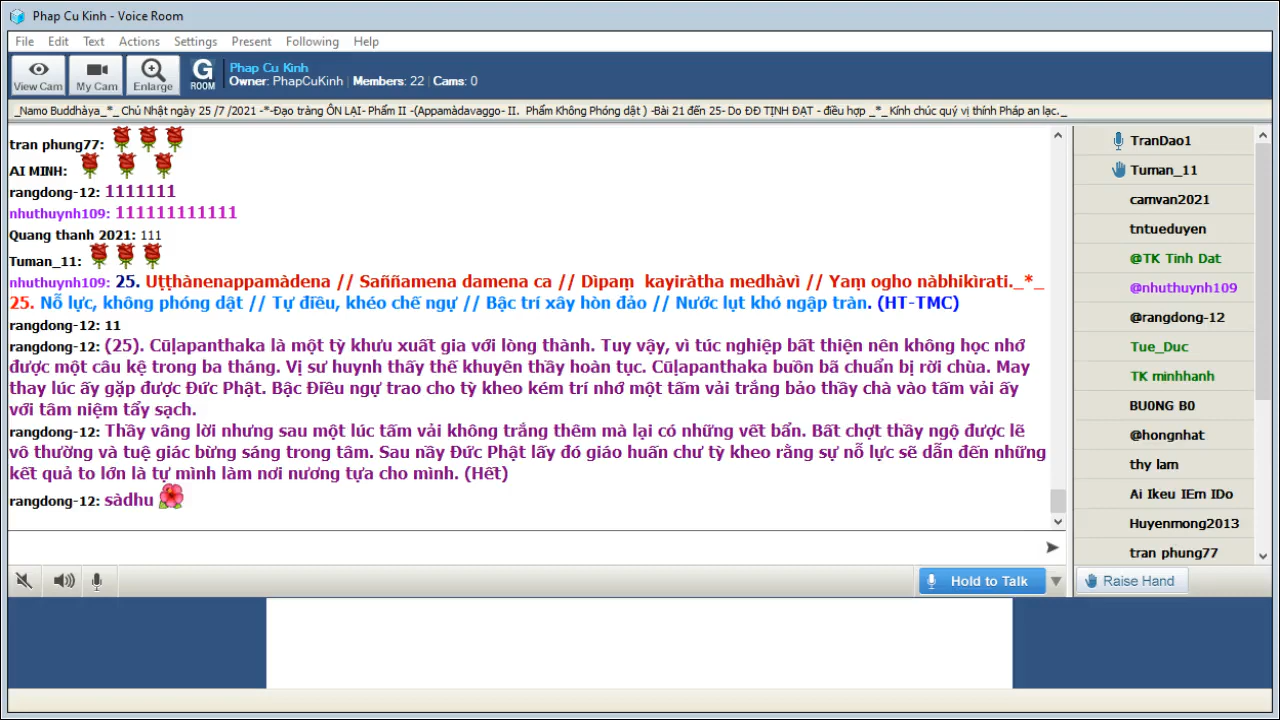 Phap Cu Kinh - Voice Room
File Edit Text Actions Settings Present Following Help
View Cam My Cam Enlarge G ROOM
Phap Cu Kinh
Owner: PhapCuKinh | Members: 22 | Cams: 0
_Namo Buddhàya_*_ Chủ Nhật ngày 25 /7 /2021 -*-Đạo tràng ÔN LẠI- Phẩm II -(Appamàdavaggo- II. Phẩm Không Phóng dật ) -Bài 21 đến 25- Do ĐĐ TỊNH ĐẠT - điều hợp _*_ Kính chúc quý vị thính Pháp an lạc._
tran phung77:
AI MINH:
rangdong-12: 1111111
nhuthuynh109: 111111111111
Quang thanh 2021: 111
Tuman_11:
nhuthuynh109: 25. Uṭṭhànenappamàdena // Saññamena damena ca // Dìpaṃ kayiràtha medhàvì // Yaṃ ogho nàbhikìrati._*_
25. Nỗ lực, không phóng dật // Tự điều, khéo chế ngự // Bậc trí xây hòn đảo // Nước lụt khó ngập tràn. (HT-TMC)
rangdong-12: 11
rangdong-12: (25). Cūḷapanthaka là một tỳ khưu xuất gia với lòng thành. Tuy vậy, vì túc nghiệp bất thiện nên không học nhớ
được một câu kệ trong ba tháng. Vị sư huynh thấy thế khuyên thầy hoàn tục. Cūḷapanthaka buồn bã chuẩn bị rời chùa. May
thay lúc ấy gặp được Đức Phật. Bậc Điều ngự trao cho tỳ kheo kém trí nhớ một tấm vải trắng bảo thầy chà vào tấm vải ấy
với tâm niệm tẩy sạch.
rangdong-12: Thầy vâng lời nhưng sau một lúc tấm vải không trắng thêm mà lại có những vết bẩn. Bất chợt thầy ngộ được lẽ
vô thường và tuệ giác bừng sáng trong tâm. Sau nầy Đức Phật lấy đó giáo huấn chư tỳ kheo rằng sự nỗ lực sẽ dẫn đến những
kết quả to lớn là tự mình làm nơi nương tựa cho mình. (Hết)
rangdong-12: sàdhu
TranDao1
Tuman_11
camvan2021
tntueduyen
@TK Tinh Dat
@nhuthuynh109
@rangdong-12
Tue_Duc
TK minhhanh
BU0NG B0
@hongnhat
thy lam
Ai Ikeu IEm IDo
Huyenmong2013
tran phung77
Hold to Talk
Raise Hand